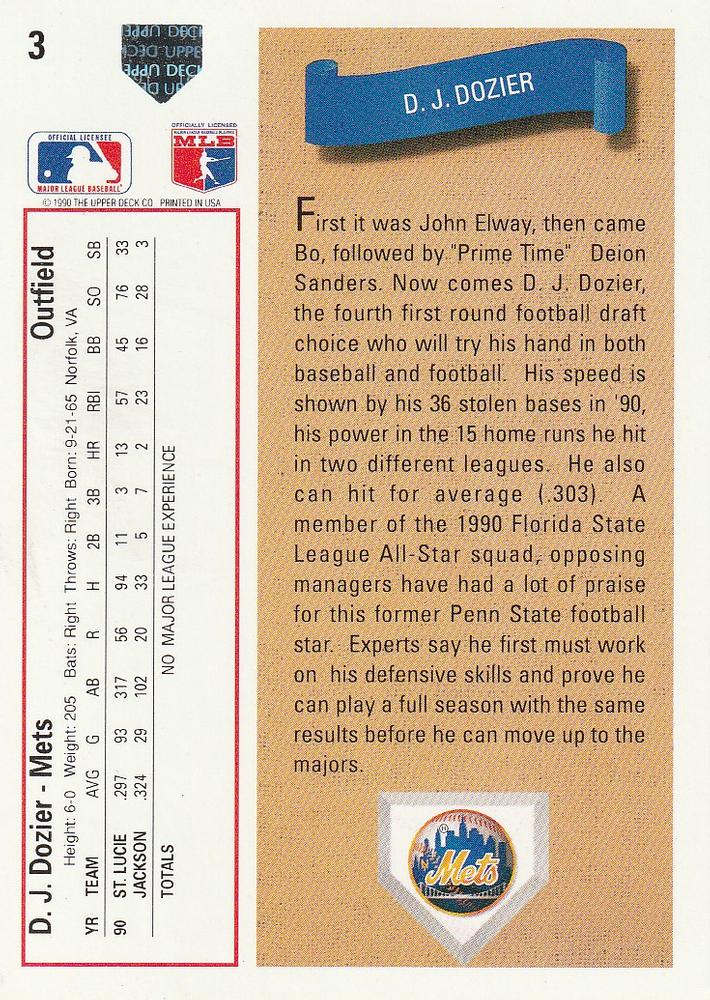 3
UPPER DECK
OFFICIAL LICENSEE
MAJOR LEAGUE BASEBALL
OFFICIALLY LICENSED
MAJOR LEAGUE BASEBALL PLAYERS
MLB
© 1990 THE UPPER DECK CO. PRINTED IN USA
D. J. Dozier - Mets Outfield
Height: 6-0 Weight: 205 Bats: Right Throws: Right Born: 9-21-65 Norfolk, VA
YR TEAM AVG G AB R H 2B 3B HR RBI BB SO SB
90 ST. LUCIE .297 93 317 56 94 11 3 13 57 45 76 33
JACKSON .324 29 102 20 33 5 7 2 23 16 28 3
TOTALS NO MAJOR LEAGUE EXPERIENCE
D. J. DOZIER
First it was John Elway, then came
Bo, followed by "Prime Time" Deion
Sanders. Now comes D. J. Dozier,
the fourth first round football draft
choice who will try his hand in both
baseball and football. His speed is
shown by his 36 stolen bases in '90,
his power in the 15 home runs he hit
in two different leagues. He also
can hit for average (.303). A
member of the 1990 Florida State
League All-Star squad, opposing
managers have had a lot of praise
for this former Penn State football
star. Experts say he first must work
on his defensive skills and prove he
can play a full season with the same
results before he can move up to the
majors.
Mets